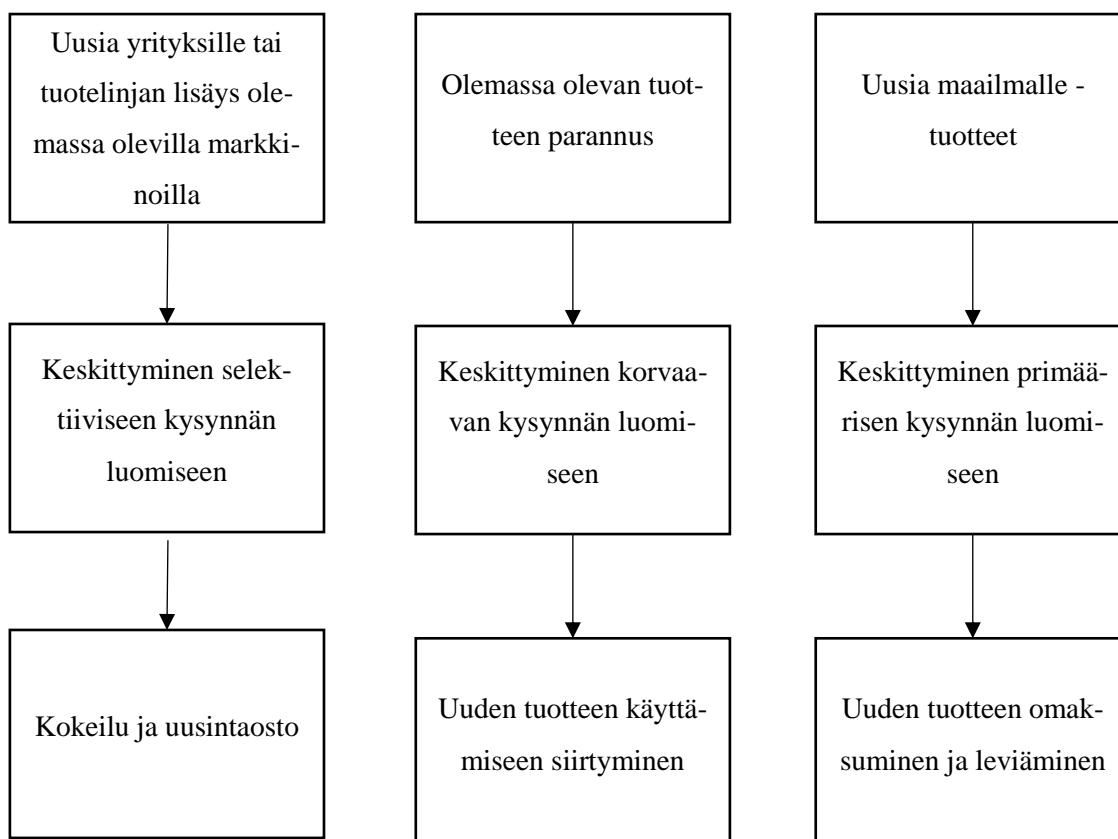 Uusia yrityksille tai
tuotelinjan lisäys ole-
massa olevilla markki-
noilla
Olemassa olevan tuot-
teen parannus
Uusia maailmalle -
tuotteet
Keskittyminen selek-
tiiviseen kysynnän
luomiseen
Keskittyminen korvaa-
van kysynnän luomi-
seen
Keskittyminen primää-
risen kysynnän luomi-
seen
Kokeilu ja uusintaosto
Uuden tuotteen käyttä-
miseen siirtyminen
Uuden tuotteen omak-
suminen ja leviäminen